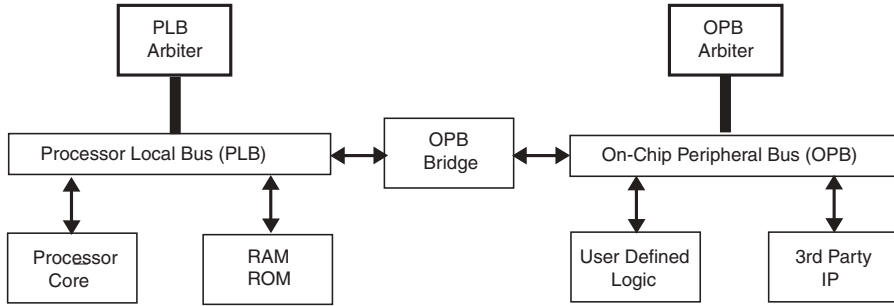 PLB
Arbiter
OPB
Arbiter
Processor Local Bus (PLB)
OPB
Bridge
On-Chip Peripheral Bus (OPB)
Processor
Core
RAM
ROM
User Defined
Logic
3rd Party
IP